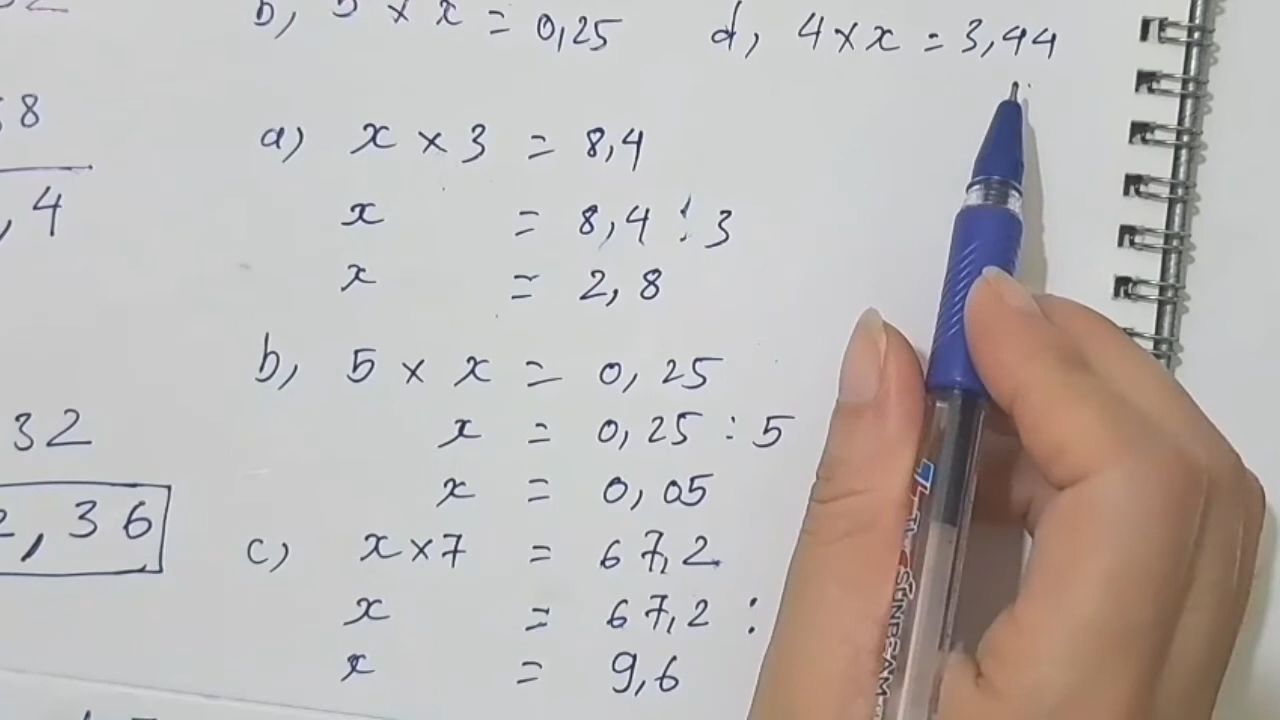 b, 5 × x = 0,25 d, 4 × x = 3,44
8
,4
32
2,36
a) x × 3 = 8,4
x = 8,4 : 3
x = 2,8
b, 5 × x = 0,25
x = 0,25 : 5
x = 0,05
c) x × 7 = 67,2
x = 67,2 :
x = 9,6